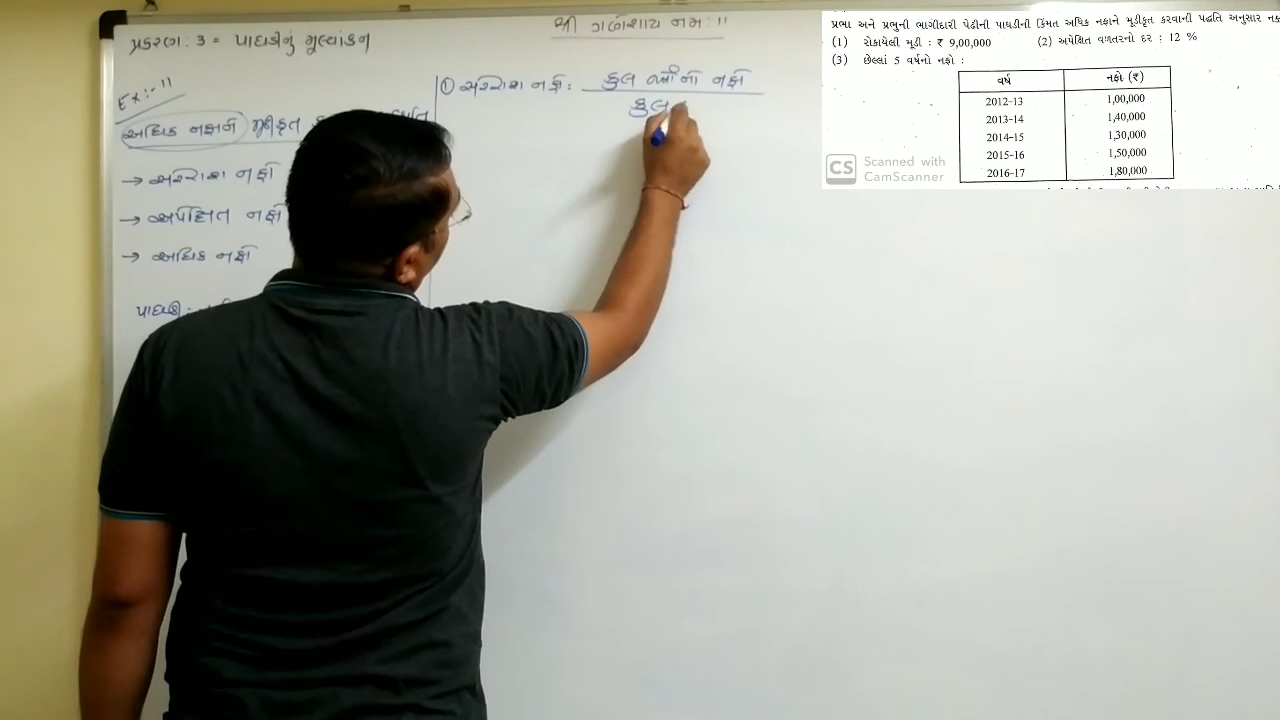 શ્રી ગણેશાય નમઃ ॥
પ્રકરણ : 3 = પાઘડીનું મૂલ્યાંકન
Ex:- 11
અધિક નફાને મૂડીકૃત
→ સરેરાશ નફો
→ અપેક્ષિત નફો
→ અધિક નફો
પાઘડી :
① સરેરાશ નફો : કુલ વર્ષોનો નફો
કુલ
પ્રભા અને પ્રભુની ભાગીદારી પેઢીની પાઘડીની કિંમત અધિક નફાને મૂડીકૃત કરવાની પદ્ધતિ અનુસાર
(1) રોકાયેલી મૂડી : ₹ 9,00,000 (2) અપેક્ષિત વળતરનો દર : 12 %
(3) છેલ્લાં 5 વર્ષનો નફો :
વર્ષ નફો (₹)
2012-13 1,00,000
2013-14 1,40,000
2014-15 1,30,000
2015-16 1,50,000
2016-17 1,80,000
CS Scanned with
CamScanner